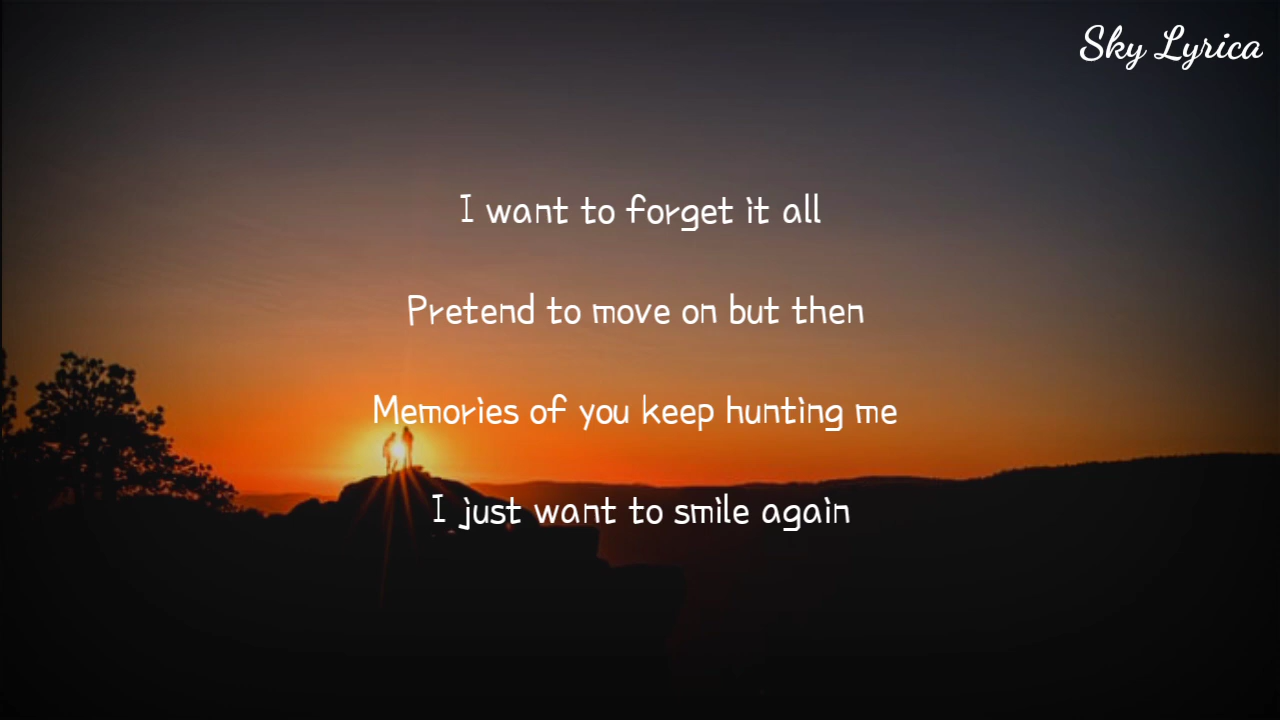 Sky Lyrica
I want to forget it all
Pretend to move on but then
Memories of you keep hunting me
I just want to smile again